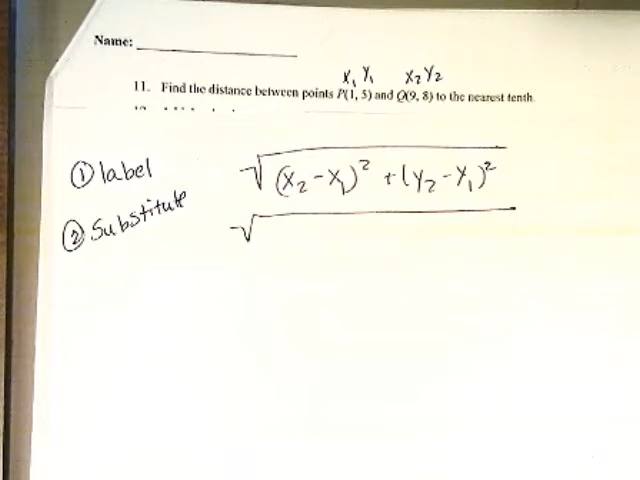 Name:
X₁ Y₁ X₂ Y₂
11. Find the distance between points P(1, 5) and Q(9, 8) to the nearest tenth.
① label √(X₂ - X₁)² + (Y₂ - Y₁)²
② Substitute √